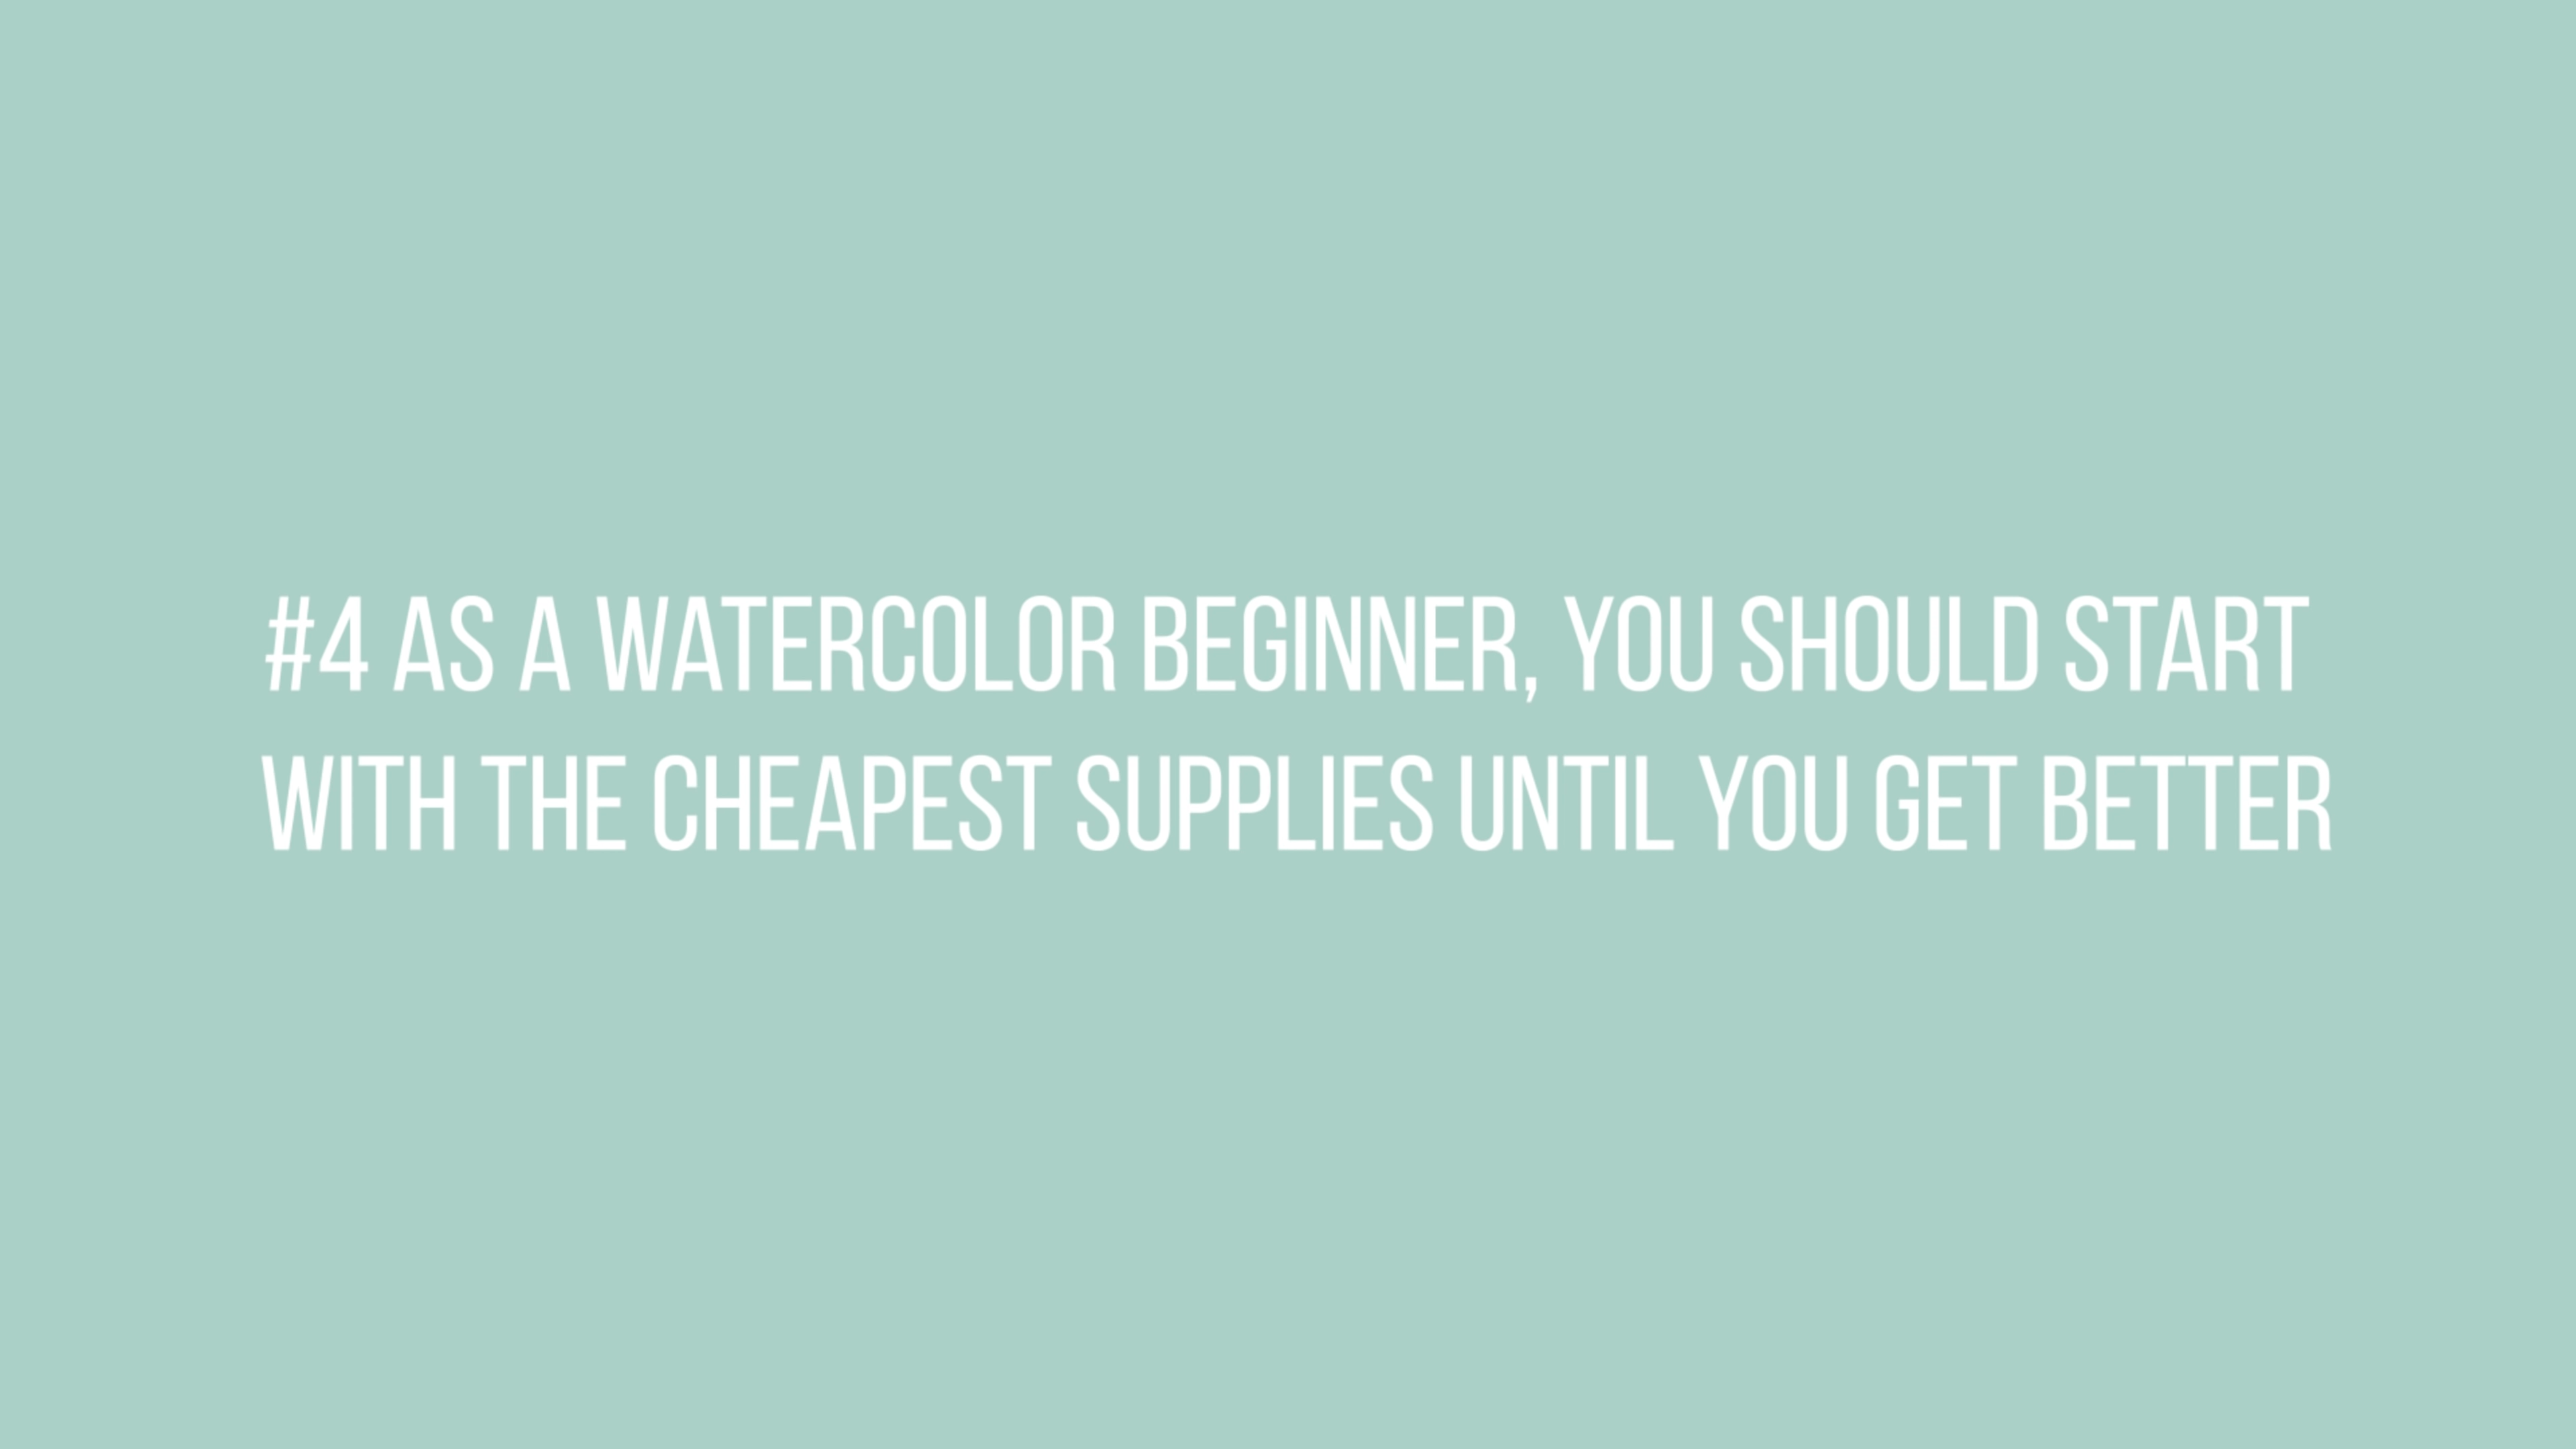 #4 AS A WATERCOLOR BEGINNER, YOU SHOULD START
WITH THE CHEAPEST SUPPLIES UNTIL YOU GET BETTER